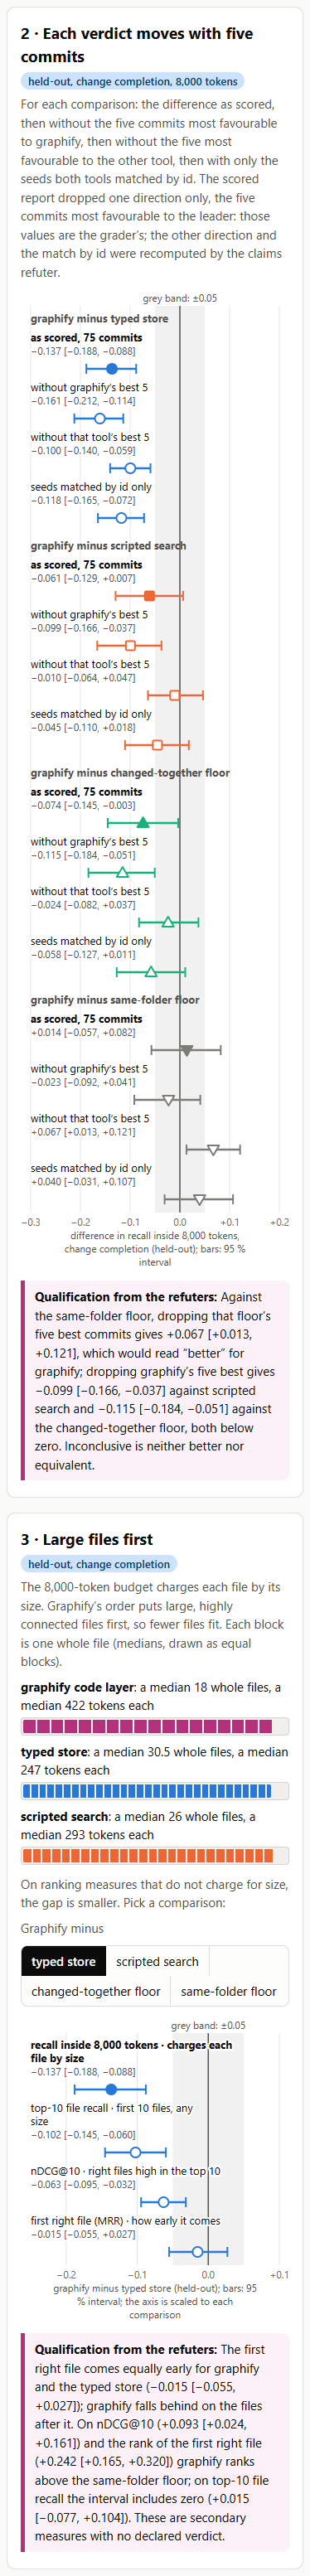 2 · Each verdict moves with five
commits
held-out, change completion, 8,000 tokens
For each comparison: the difference as scored,
then without the five commits most favourable
to graphify, then without the five most
favourable to the other tool, then with only the
seeds both tools matched by id. The scored
report dropped one direction only, the five
commits most favourable to the leader: those
values are the grader's; the other direction and
the match by id were recomputed by the claims
refuter.
grey band: ±0.05
graphify minus typed store
as scored, 75 commits
−0.137 [−0.188, −0.088]
without graphify's best 5
−0.161 [−0.212, −0.114]
without that tool's best 5
−0.100 [−0.140, −0.059]
seeds matched by id only
−0.118 [−0.165, −0.072]
graphify minus scripted search
as scored, 75 commits
−0.061 [−0.129, +0.007]
without graphify's best 5
−0.099 [−0.166, −0.037]
without that tool's best 5
−0.010 [−0.064, +0.047]
seeds matched by id only
−0.045 [−0.110, +0.018]
graphify minus changed-together floor
as scored, 75 commits
−0.074 [−0.145, −0.003]
without graphify's best 5
−0.115 [−0.184, −0.051]
without that tool's best 5
−0.024 [−0.082, +0.037]
seeds matched by id only
−0.058 [−0.127, +0.011]
graphify minus same-folder floor
as scored, 75 commits
+0.014 [−0.057, +0.082]
without graphify's best 5
−0.023 [−0.092, +0.041]
without that tool's best 5
+0.067 [+0.013, +0.121]
seeds matched by id only
+0.040 [−0.031, +0.107]
−0.3 −0.2 −0.1 0.0 +0.1 +0.2
difference in recall inside 8,000 tokens,
change completion (held-out); bars: 95 %
interval
Qualification from the refuters: Against
the same-folder floor, dropping that floor's
five best commits gives +0.067 [+0.013,
+0.121], which would read "better" for
graphify; dropping graphify's five best gives
−0.099 [−0.166, −0.037] against scripted
search and −0.115 [−0.184, −0.051] against
the changed-together floor, both below
zero. Inconclusive is neither better nor
equivalent.
3 · Large files first
held-out, change completion
The 8,000-token budget charges each file by its
size. Graphify's order puts large, highly
connected files first, so fewer files fit. Each block
is one whole file (medians, drawn as equal
blocks).
graphify code layer: a median 18 whole files, a
median 422 tokens each
typed store: a median 30.5 whole files, a median
247 tokens each
scripted search: a median 26 whole files, a
median 293 tokens each
On ranking measures that do not charge for size,
the gap is smaller. Pick a comparison:
Graphify minus
typed store scripted search
changed-together floor same-folder floor
grey band: ±0.05
recall inside 8,000 tokens · charges each
file by size
−0.137 [−0.188, −0.088]
top-10 file recall · first 10 files, any
size
−0.102 [−0.145, −0.060]
nDCG@10 · right files high in the top 10
−0.063 [−0.095, −0.032]
first right file (MRR) · how early it comes
−0.015 [−0.055, +0.027]
−0.2 −0.1 0.0 +0.1
graphify minus typed store (held-out); bars: 95
% interval; the axis is scaled to each
comparison
Qualification from the refuters: The first
right file comes equally early for graphify
and the typed store (−0.015 [−0.055,
+0.027]); graphify falls behind on the files
after it. On nDCG@10 (+0.093 [+0.024,
+0.161]) and the rank of the first right file
(+0.242 [+0.165, +0.320]) graphify ranks
above the same-folder floor; on top-10 file
recall the interval includes zero (+0.015
[−0.077, +0.104]). These are secondary
measures with no declared verdict.